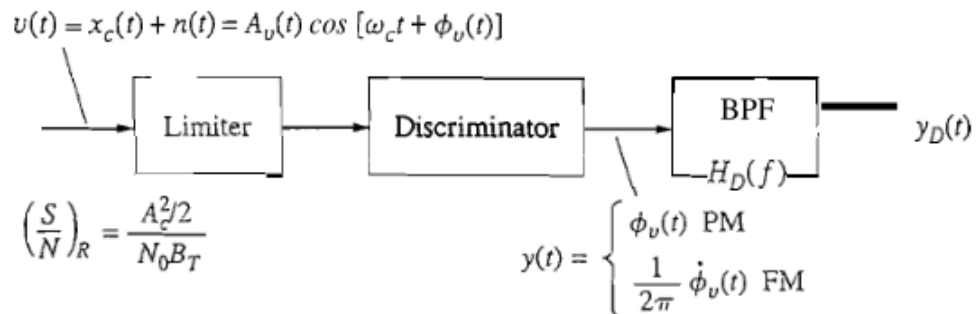 v(t) = x_c(t) + n(t) = A_v(t) cos [ω_c t + ϕ_v(t)]
Limiter
Discriminator
BPF
H_D(f)
y_D(t)
(S/N)_R = (A_c^2/2)/(N_0 B_T)
y(t) = { ϕ_v(t) PM
1/2π ϕ̇_v(t) FM